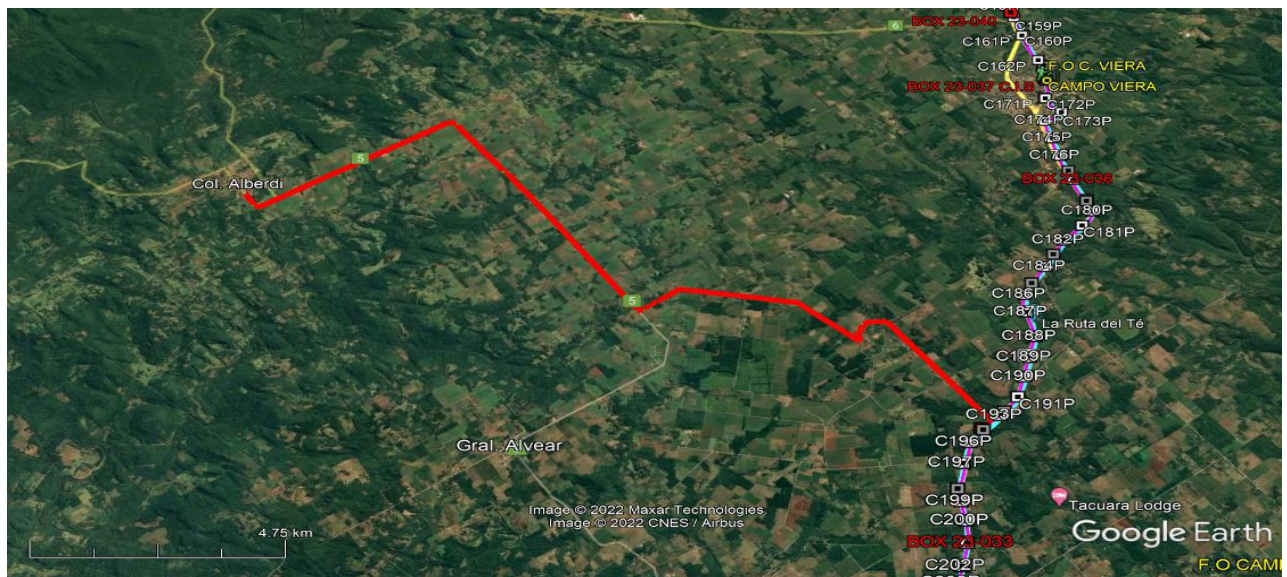 C159P
6
BOX 23-040
C161P
C160P
C162P
F.O C. VIERA
BOX 23-037 C.I.B.
CAMPO VIERA
C171P
C172P
C174P
C173P
C175P
5
C176P
BOX 23-036
Col. Alberdi
C180P
C181P
C182P
C184P
C186P
5
C187P
La Ruta del Té
C188P
C189P
C190P
C191P
C193P
Gral. Alvear
C196P
C197P
C199P
Tacuara Lodge
Image © 2022 Maxar Technologies
Image © 2022 CNES / Airbus
C200P
4.75 km
Google Earth
BOX 23-033
C202P
F.O CAM